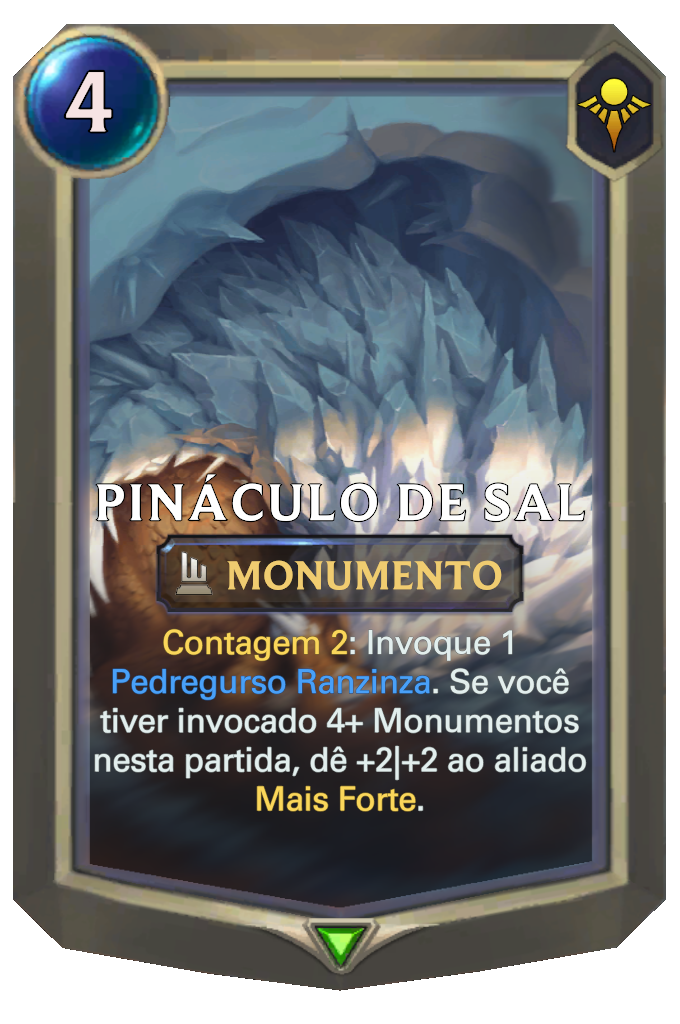 4
PINÁCULO DE SAL
MONUMENTO
Contagem 2: Invoque 1
Pedregurso Ranzinza. Se você
tiver invocado 4+ Monumentos
nesta partida, dê +2|+2 ao aliado
Mais Forte.